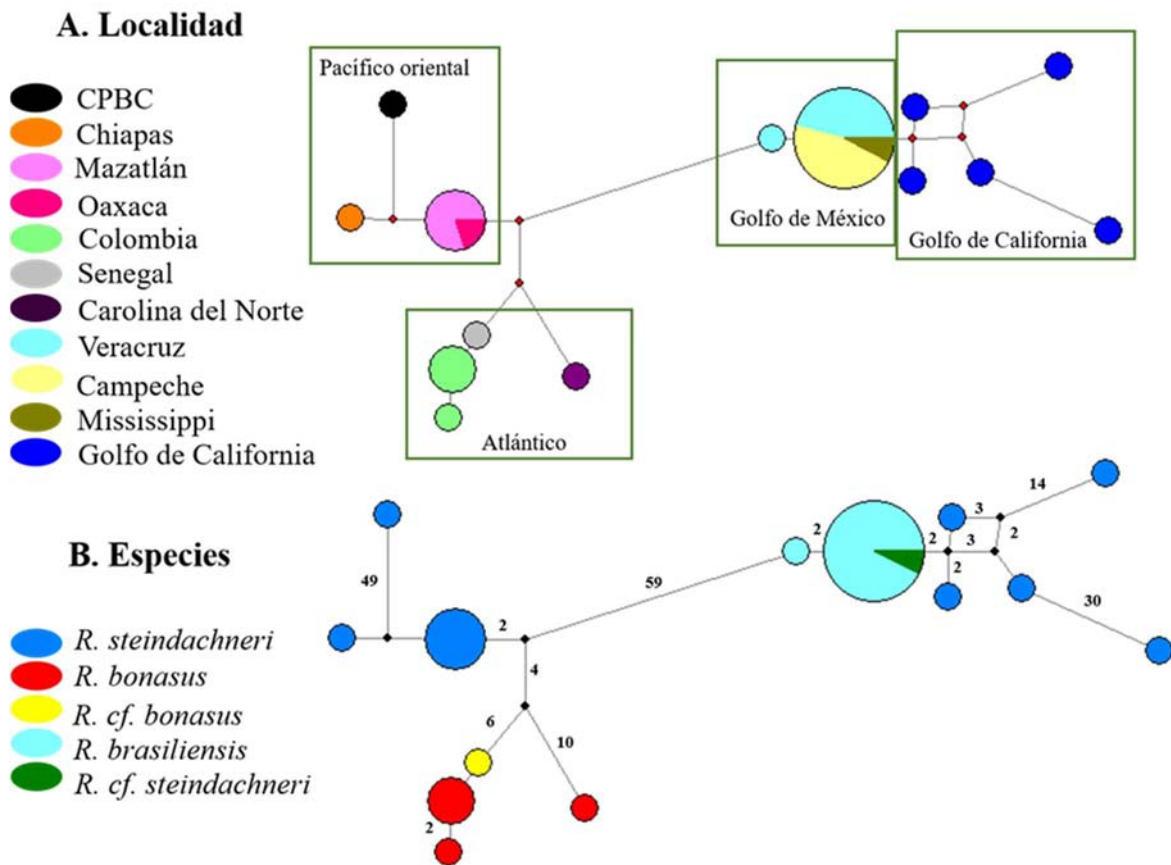 A. Localidad
CPBC
Chiapas
Mazatlán
Oaxaca
Colombia
Senegal
Carolina del Norte
Veracruz
Campeche
Mississippi
Golfo de California
Pacífico oriental
Golfo de México
Golfo de California
Atlántico
B. Especies
R. steindachneri
R. bonasus
R. cf. bonasus
R. brasiliensis
R. cf. steindachneri
49
2
59
4
6
10
2
2
2
3
14
3
2
2
30